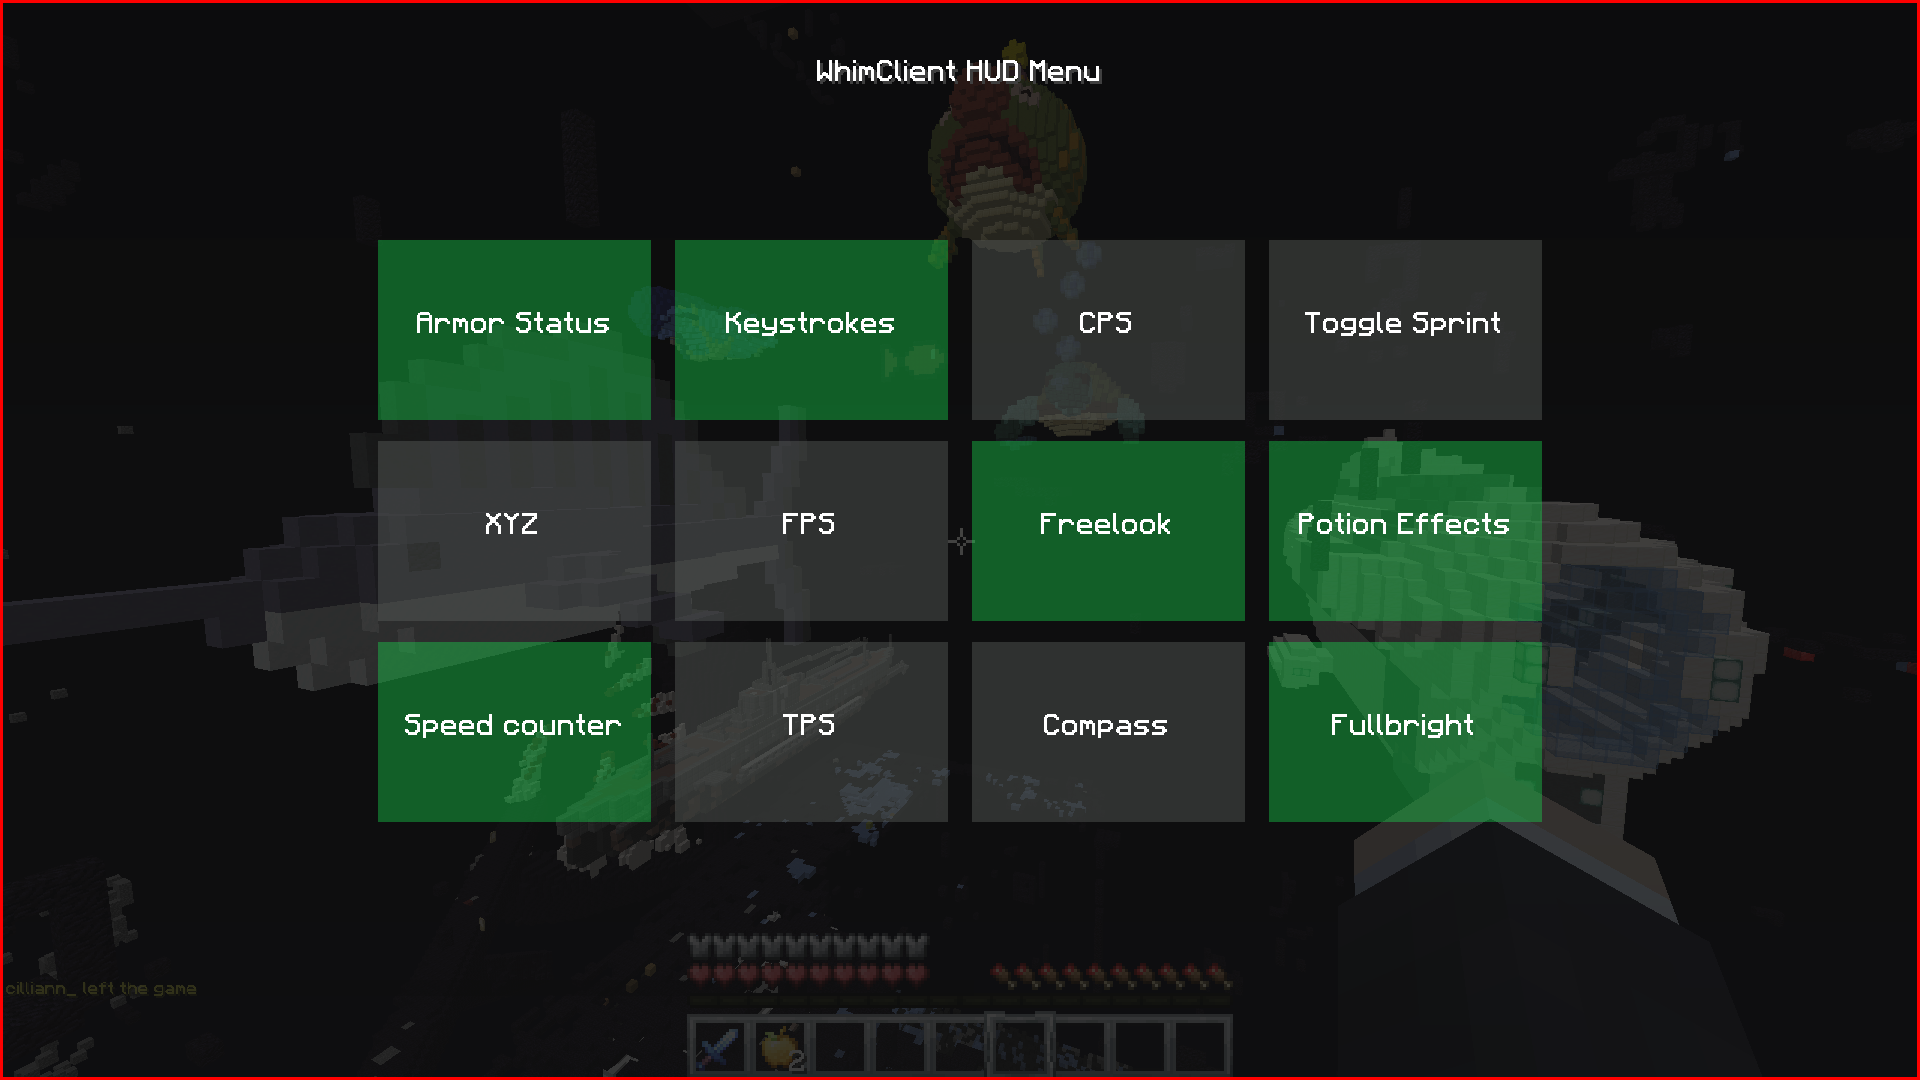 WhimClient HUD Menu
Armor Status
Keystrokes
CPS
Toggle Sprint
XYZ
FPS
Freelook
Potion Effects
Speed counter
TPS
Compass
Fullbright
cilliann_ left the game
2